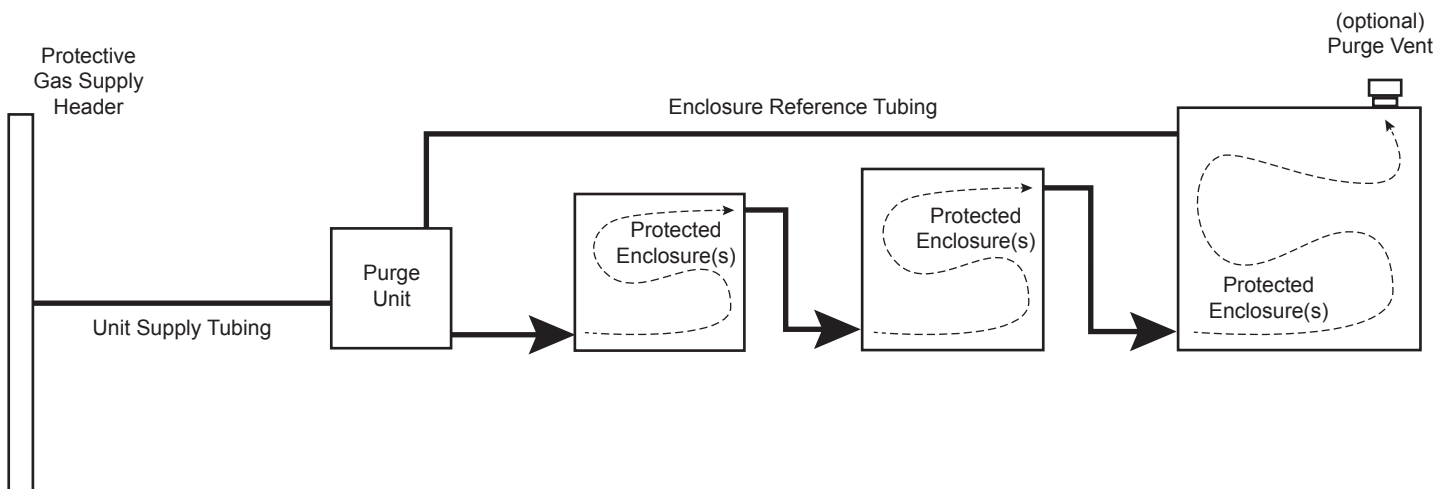 Protective
Gas Supply
Header
(optional)
Purge Vent
Enclosure Reference Tubing
Purge
Unit
Unit Supply Tubing
Protected
Enclosure(s)
Protected
Enclosure(s)
Protected
Enclosure(s)